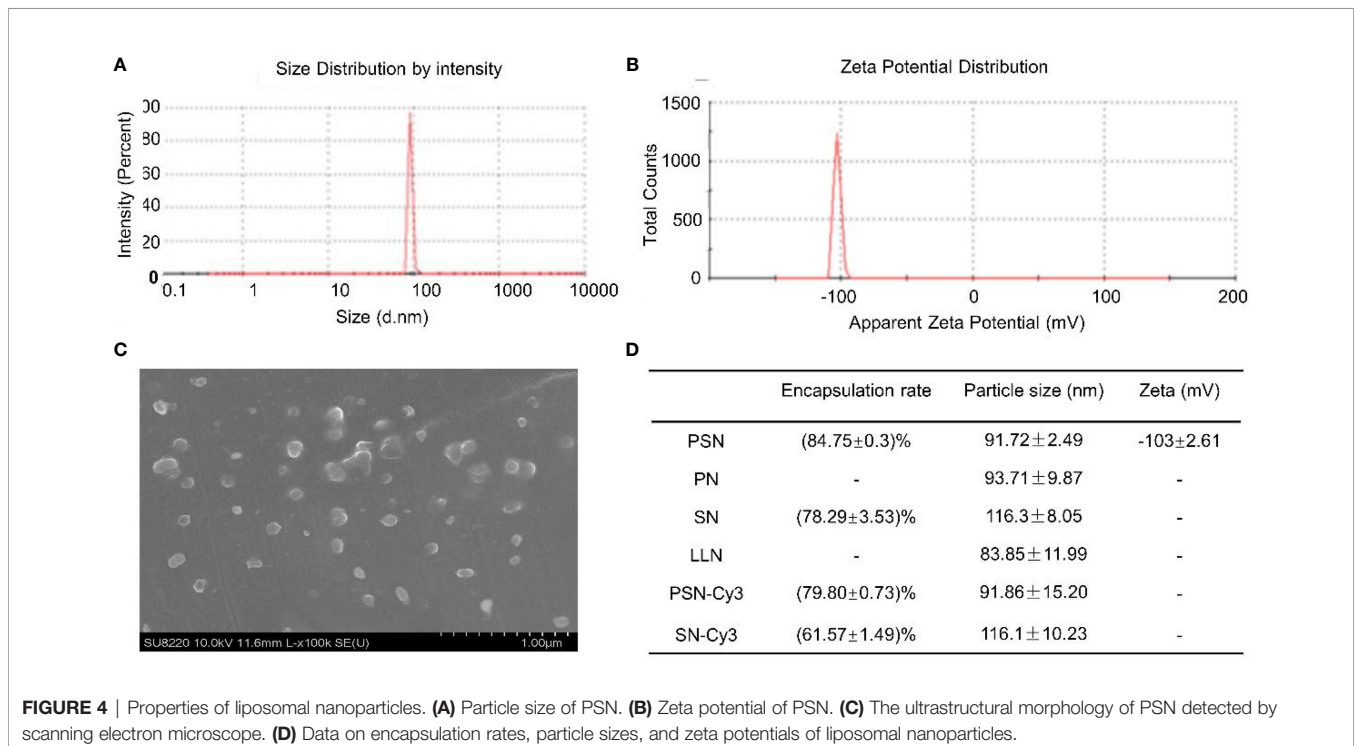 A
Size Distribution by intensity
Intensity (Percent)
00
80
60
40
20
0
0.1 1 10 100 1000 10000
Size (d.nm)
B
Zeta Potential Distribution
Total Counts
1500
1000
500
0
-100 0 100 200
Apparent Zeta Potential (mV)
C
SU8220 10.0kV 11.6mm L-x100k SE(U) 1.00μm
D
Encapsulation rate Particle size (nm) Zeta (mV)
PSN (84.75±0.3)% 91.72±2.49 -103±2.61
PN - 93.71±9.87 -
SN (78.29±3.53)% 116.3±8.05 -
LLN - 83.85±11.99 -
PSN-Cy3 (79.80±0.73)% 91.86±15.20 -
SN-Cy3 (61.57±1.49)% 116.1±10.23 -
FIGURE 4 | Properties of liposomal nanoparticles. (A) Particle size of PSN. (B) Zeta potential of PSN. (C) The ultrastructural morphology of PSN detected by
scanning electron microscope. (D) Data on encapsulation rates, particle sizes, and zeta potentials of liposomal nanoparticles.